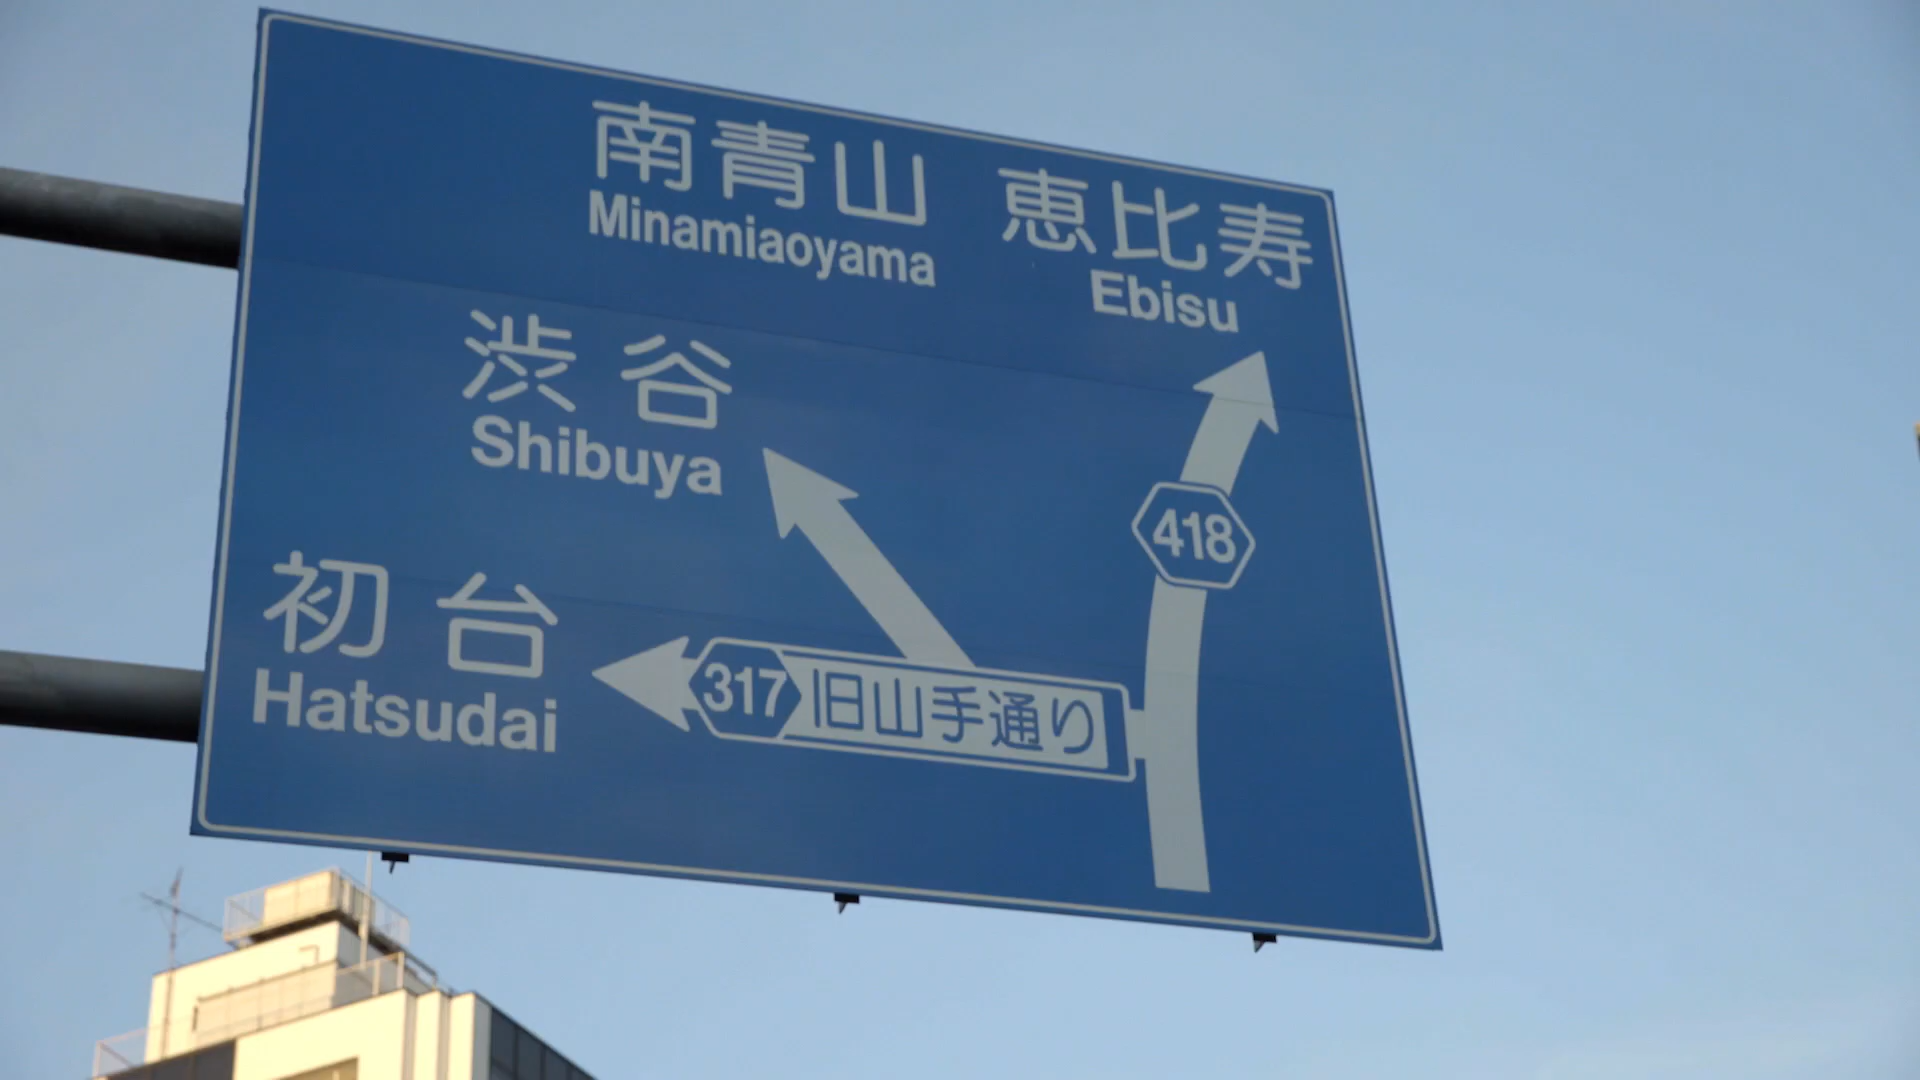 南青山 恵比寿
Minamiaoyama Ebisu
渋谷
Shibuya
418
初台
Hatsudai
317 旧山手通り